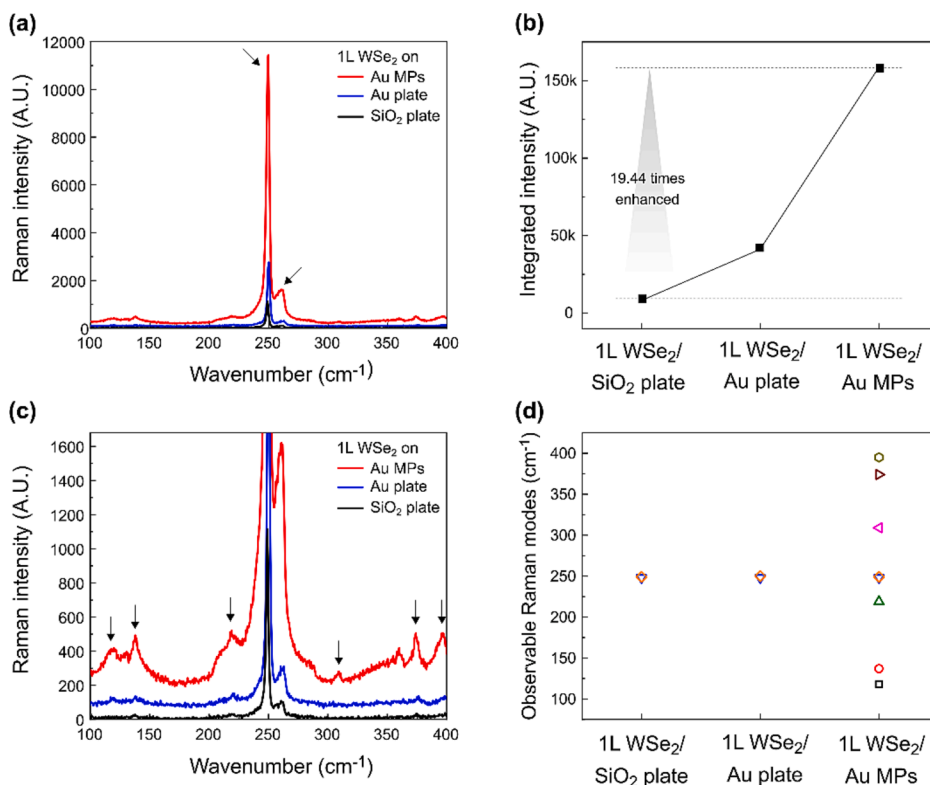 (a)
12000
10000
8000
6000
4000
2000
0
Raman intensity (A.U.)
1L WSe₂ on
Au MPs
Au plate
SiO₂ plate
100 150 200 250 300 350 400
Wavenumber (cm⁻¹)
(b)
150k
100k
50k
0
Integrated intensity (A.U.)
19.44 times
enhanced
1L WSe₂/ 1L WSe₂/ 1L WSe₂/
SiO₂ plate Au plate Au MPs
(c)
1600
1400
1200
1000
800
600
400
200
0
Raman intensity (A.U.)
1L WSe₂ on
Au MPs
Au plate
SiO₂ plate
100 150 200 250 300 350 400
Wavenumber (cm⁻¹)
(d)
400
350
300
250
200
150
100
Observable Raman modes (cm⁻¹)
1L WSe₂/ 1L WSe₂/ 1L WSe₂/
SiO₂ plate Au plate Au MPs